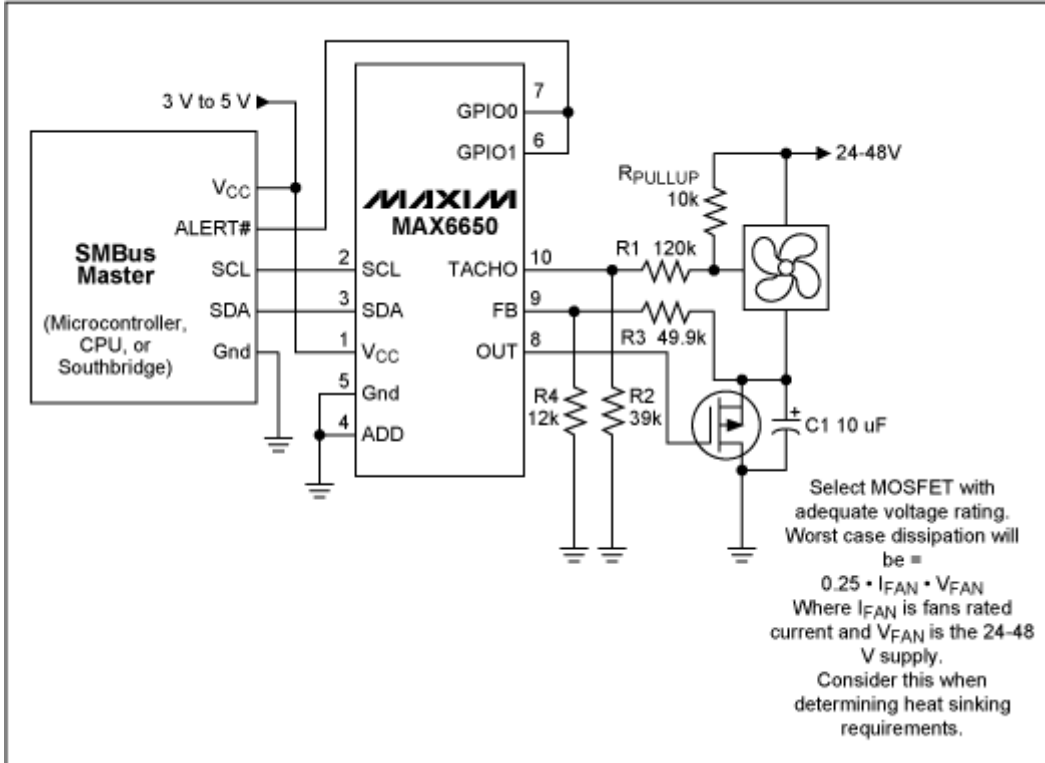 3 V to 5 V
SMBus
Master
(Microcontroller,
CPU, or
Southbridge)
VCC
ALERT#
SCL
SDA
Gnd
2
3
1
5
4
MAXIM
MAX6650
SCL
SDA
VCC
Gnd
ADD
GPIO0
GPIO1
TACHO
FB
OUT
7
6
10
9
8
24-48V
RPULLUP
10k
R1 120k
R3 49.9k
R4
12k
R2
39k
C1 10 uF
+
Select MOSFET with
adequate voltage rating.
Worst case dissipation will
be =
0.25 • IFAN • VFAN
Where IFAN is fans rated
current and VFAN is the 24-48
V supply.
Consider this when
determining heat sinking
requirements.